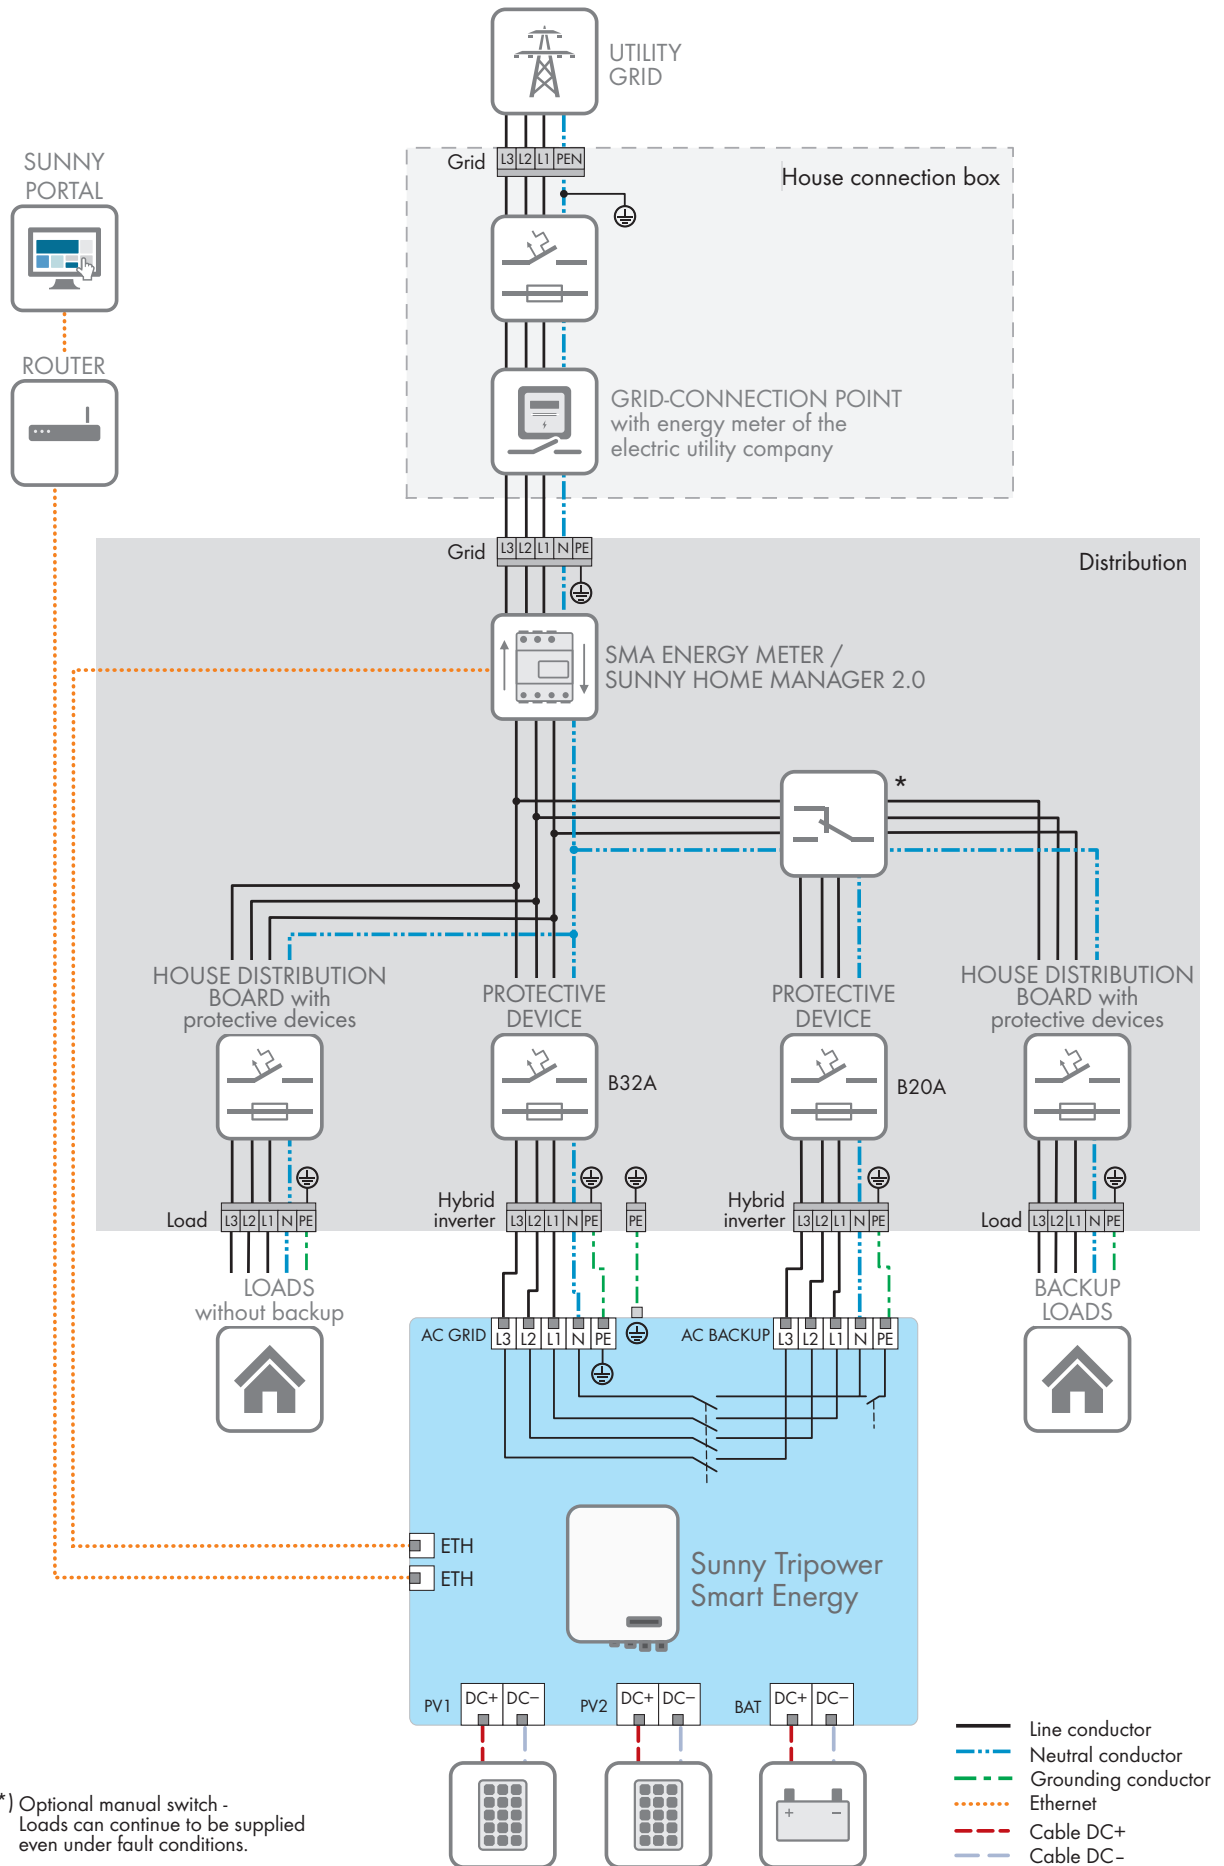 UTILITY
GRID
SUNNY
PORTAL
Grid
L3 L2 L1 PEN
House connection box
ROUTER
GRID-CONNECTION POINT
with energy meter of the
electric utility company
Grid
L3 L2 L1 N PE
Distribution
SMA ENERGY METER /
SUNNY HOME MANAGER 2.0
*
HOUSE DISTRIBUTION
BOARD with
protective devices
PROTECTIVE
DEVICE
B32A
PROTECTIVE
DEVICE
B20A
HOUSE DISTRIBUTION
BOARD with
protective devices
Load
L3 L2 L1 N PE
Hybrid
inverter
L3 L2 L1 N PE
PE
Hybrid
inverter
L3 L2 L1 N PE
Load
L3 L2 L1 N PE
LOADS
without backup
BACKUP
LOADS
AC GRID
L3 L2 L1 N PE
AC BACKUP
L3 L2 L1 N PE
ETH
ETH
Sunny Tripower
Smart Energy
PV1
DC+ DC–
PV2
DC+ DC–
BAT
DC+ DC–
+ –
Line conductor
Neutral conductor
Grounding conductor
Ethernet
Cable DC+
Cable DC–
*) Optional manual switch -
Loads can continue to be supplied
even under fault conditions.